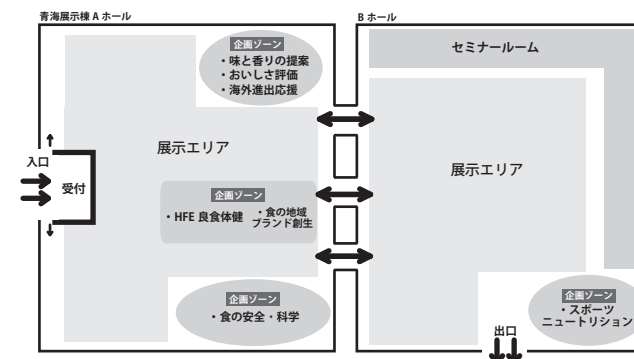 青海展示棟 A ホール
B ホール
企画ゾーン
・味と香りの提案
・おいしさ評価
・海外進出応援
セミナールーム
入口
受付
展示エリア
展示エリア
企画ゾーン
・HFE 良食体健
・食の地域
ブランド創生
企画ゾーン
・食の安全・科学
企画ゾーン
・スポーツ
ニュートリション
出口